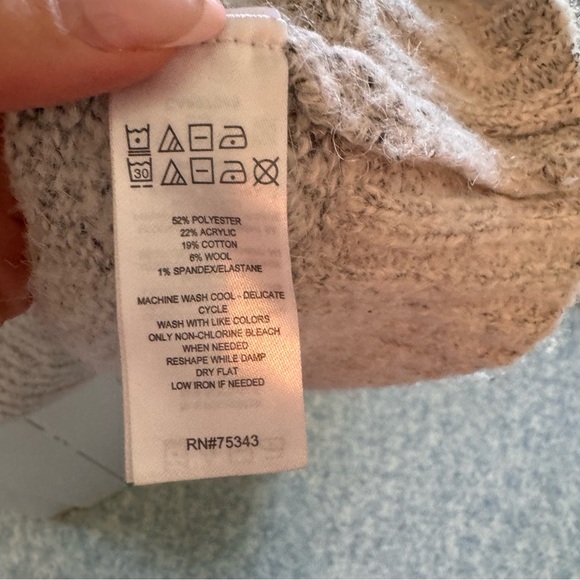 30
52% POLYESTER
22% ACRYLIC
19% COTTON
6% WOOL
1% SPANDEX/ELASTANE
MACHINE WASH COOL - DELICATE
CYCLE
WASH WITH LIKE COLORS
ONLY NON-CHLORINE BLEACH
WHEN NEEDED
RESHAPE WHILE DAMP
DRY FLAT
LOW IRON IF NEEDED
RN#75343